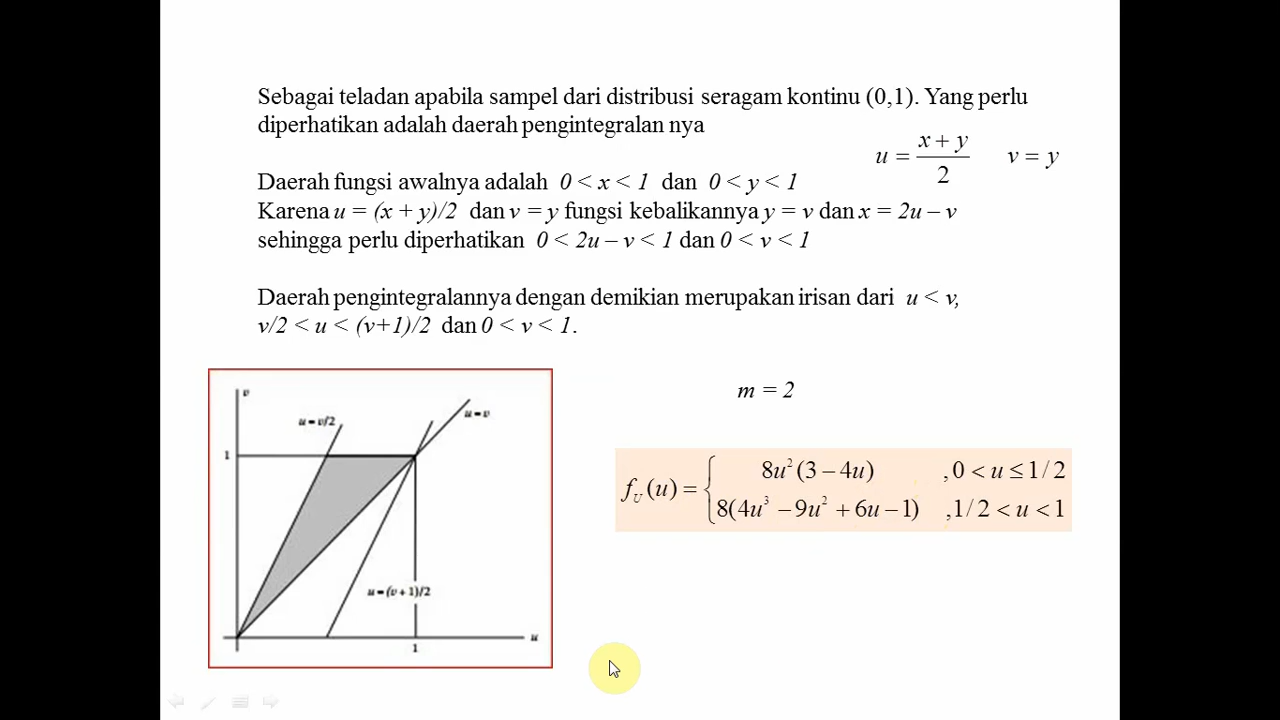 Sebagai teladan apabila sampel dari distribusi seragam kontinu (0,1). Yang perlu
diperhatikan adalah daerah pengintegralan nya
u = (x + y)/2    v = y
Daerah fungsi awalnya adalah 0 < x < 1 dan 0 < y < 1
Karena u = (x + y)/2 dan v = y fungsi kebalikannya y = v dan x = 2u – v
sehingga perlu diperhatikan 0 < 2u – v < 1 dan 0 < v < 1
Daerah pengintegralannya dengan demikian merupakan irisan dari u < v,
v/2 < u < (v+1)/2 dan 0 < v < 1.
m = 2
f_U(u) = { 8u²(3 – 4u) , 0 < u ≤ 1/2
8(4u³ – 9u² + 6u – 1) , 1/2 < u < 1
v
u = v/2
u = v
1
u = (v + 1)/2
u
1